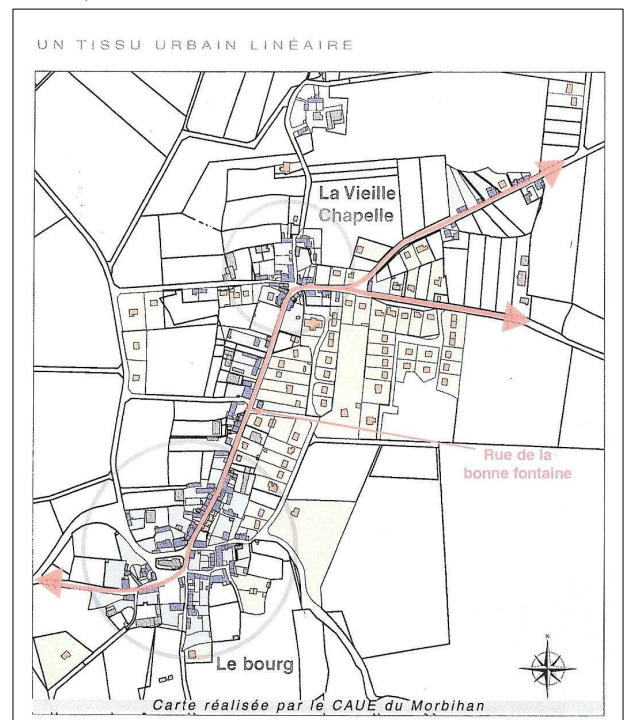 UN TISSU URBAIN LINÉAIRE
La Vieille
Chapelle
Rue de la
bonne fontaine
Le bourg
N
Carte réalisée par le CAUE du Morbihan